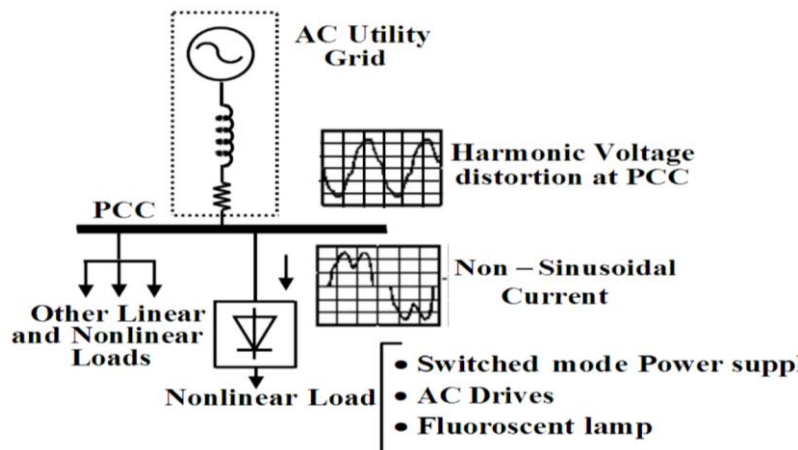 AC Utility
Grid
Harmonic Voltage
distortion at PCC
PCC
Non – Sinusoidal
Current
Other Linear
and Nonlinear
Loads
Nonlinear Load
• Switched mode Power suppl
• AC Drives
• Fluoroscent lamp